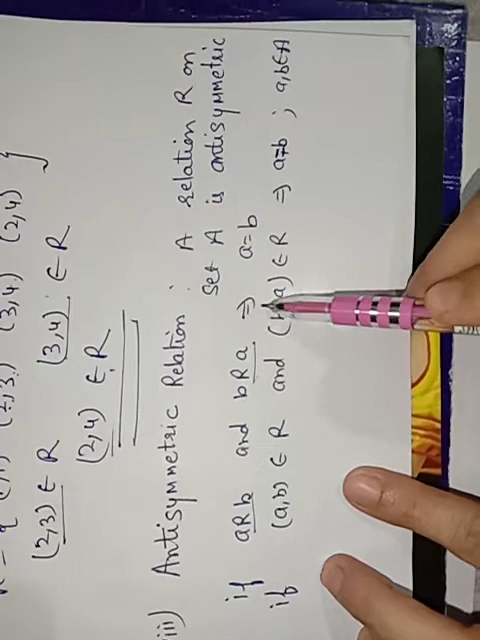 (3,4) (2,4) }
(2,3) ∈ R (3,4) ∈ R
(2,4) ∈ R
iii) Antisymmetric Relation : A relation R on
set A is antisymmetric
if aRb and bRa ⇒ a=b
if (a,b) ∈ R and (b,a) ∈ R ⇒ a=b ; a,b∈A